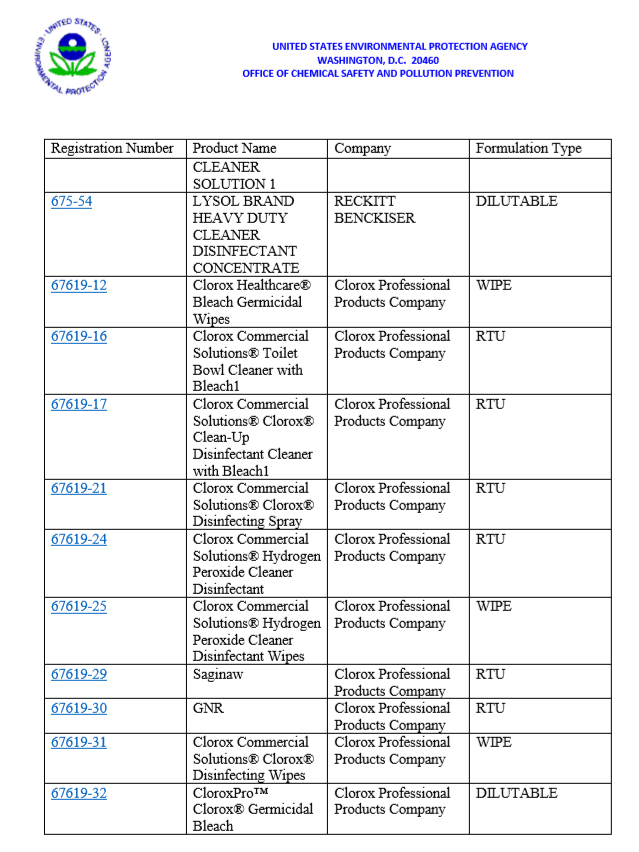 UNITED STATES ENVIRONMENTAL PROTECTION AGENCY
UNITED STATES ENVIRONMENTAL PROTECTION AGENCY
WASHINGTON, D.C. 20460
OFFICE OF CHEMICAL SAFETY AND POLLUTION PREVENTION
Registration Number Product Name Company Formulation Type
CLEANER
SOLUTION 1
675-54 LYSOL BRAND RECKITT DILUTABLE
HEAVY DUTY BENCKISER
CLEANER
DISINFECTANT
CONCENTRATE
67619-12 Clorox Healthcare® Clorox Professional WIPE
Bleach Germicidal Products Company
Wipes
67619-16 Clorox Commercial Clorox Professional RTU
Solutions® Toilet Products Company
Bowl Cleaner with
Bleach1
67619-17 Clorox Commercial Clorox Professional RTU
Solutions® Clorox® Products Company
Clean-Up
Disinfectant Cleaner
with Bleach1
67619-21 Clorox Commercial Clorox Professional RTU
Solutions® Clorox® Products Company
Disinfecting Spray
67619-24 Clorox Commercial Clorox Professional RTU
Solutions® Hydrogen Products Company
Peroxide Cleaner
Disinfectant
67619-25 Clorox Commercial Clorox Professional WIPE
Solutions® Hydrogen Products Company
Peroxide Cleaner
Disinfectant Wipes
67619-29 Saginaw Clorox Professional RTU
Products Company
67619-30 GNR Clorox Professional RTU
Products Company
67619-31 Clorox Commercial Clorox Professional WIPE
Solutions® Clorox® Products Company
Disinfecting Wipes
67619-32 CloroxPro™ Clorox Professional DILUTABLE
Clorox® Germicidal Products Company
Bleach